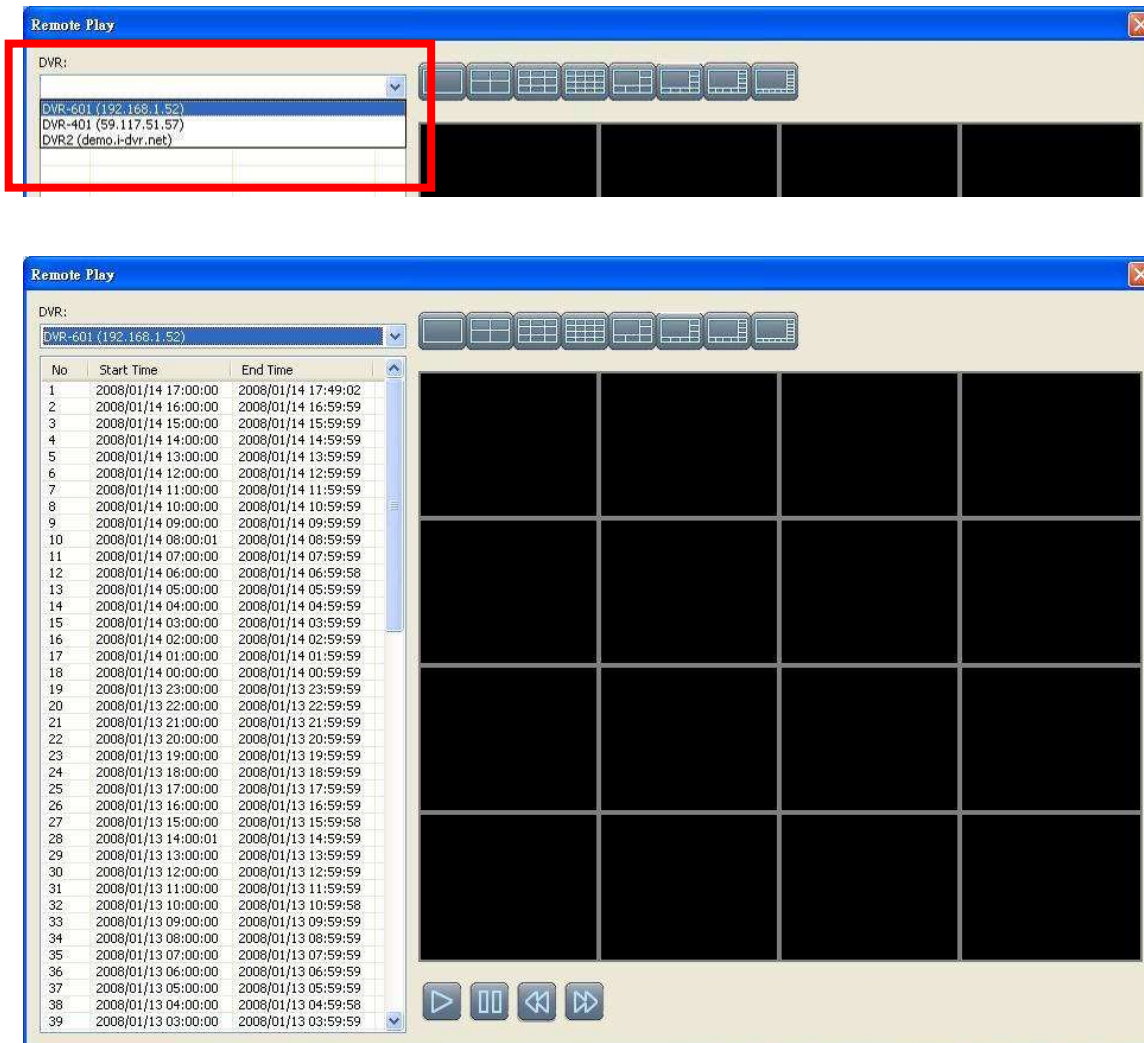 Remote Play
DVR:
DVR-601 (192.168.1.52)
DVR-401 (59.117.51.57)
DVR2 (demo.i-dvr.net)
Remote Play
DVR:
DVR-601 (192.168.1.52)
No Start Time End Time
1 2008/01/14 17:00:00 2008/01/14 17:49:02
2 2008/01/14 16:00:00 2008/01/14 16:59:59
3 2008/01/14 15:00:00 2008/01/14 15:59:59
4 2008/01/14 14:00:00 2008/01/14 14:59:59
5 2008/01/14 13:00:00 2008/01/14 13:59:59
6 2008/01/14 12:00:00 2008/01/14 12:59:59
7 2008/01/14 11:00:00 2008/01/14 11:59:59
8 2008/01/14 10:00:00 2008/01/14 10:59:59
9 2008/01/14 09:00:00 2008/01/14 09:59:59
10 2008/01/14 08:00:01 2008/01/14 08:59:59
11 2008/01/14 07:00:00 2008/01/14 07:59:59
12 2008/01/14 06:00:00 2008/01/14 06:59:58
13 2008/01/14 05:00:00 2008/01/14 05:59:59
14 2008/01/14 04:00:00 2008/01/14 04:59:59
15 2008/01/14 03:00:00 2008/01/14 03:59:59
16 2008/01/14 02:00:00 2008/01/14 02:59:59
17 2008/01/14 01:00:00 2008/01/14 01:59:59
18 2008/01/14 00:00:00 2008/01/14 00:59:59
19 2008/01/13 23:00:00 2008/01/13 23:59:59
20 2008/01/13 22:00:00 2008/01/13 22:59:59
21 2008/01/13 21:00:00 2008/01/13 21:59:59
22 2008/01/13 20:00:00 2008/01/13 20:59:59
23 2008/01/13 19:00:00 2008/01/13 19:59:59
24 2008/01/13 18:00:00 2008/01/13 18:59:59
25 2008/01/13 17:00:00 2008/01/13 17:59:59
26 2008/01/13 16:00:00 2008/01/13 16:59:59
27 2008/01/13 15:00:00 2008/01/13 15:59:58
28 2008/01/13 14:00:01 2008/01/13 14:59:59
29 2008/01/13 13:00:00 2008/01/13 13:59:59
30 2008/01/13 12:00:00 2008/01/13 12:59:59
31 2008/01/13 11:00:00 2008/01/13 11:59:59
32 2008/01/13 10:00:00 2008/01/13 10:59:58
33 2008/01/13 09:00:00 2008/01/13 09:59:59
34 2008/01/13 08:00:00 2008/01/13 08:59:59
35 2008/01/13 07:00:00 2008/01/13 07:59:59
36 2008/01/13 06:00:00 2008/01/13 06:59:59
37 2008/01/13 05:00:00 2008/01/13 05:59:59
38 2008/01/13 04:00:00 2008/01/13 04:59:58
39 2008/01/13 03:00:00 2008/01/13 03:59:59